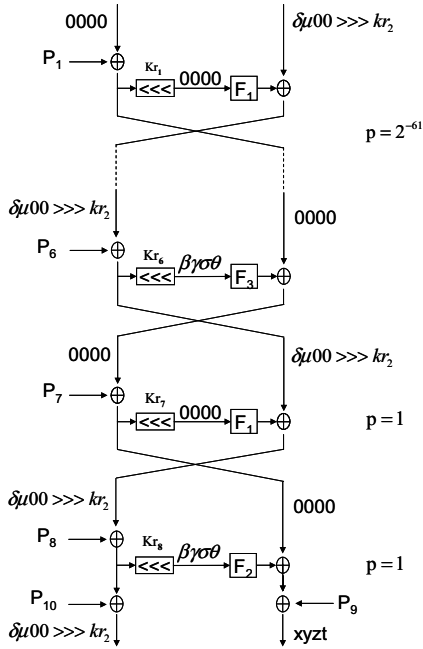 0000 δμ00 >>> kr₂
P₁ Kr₁ <<< 0000 F₁
p = 2⁻⁶¹
δμ00 >>> kr₂ 0000
P₆ Kr₆ <<< βγσθ F₃
0000 δμ00 >>> kr₂
P₇ Kr₇ <<< 0000 F₁ p = 1
δμ00 >>> kr₂ 0000
P₈ Kr₈ <<< βγσθ F₂ p = 1
P₁₀ P₉
δμ00 >>> kr₂ xyzt